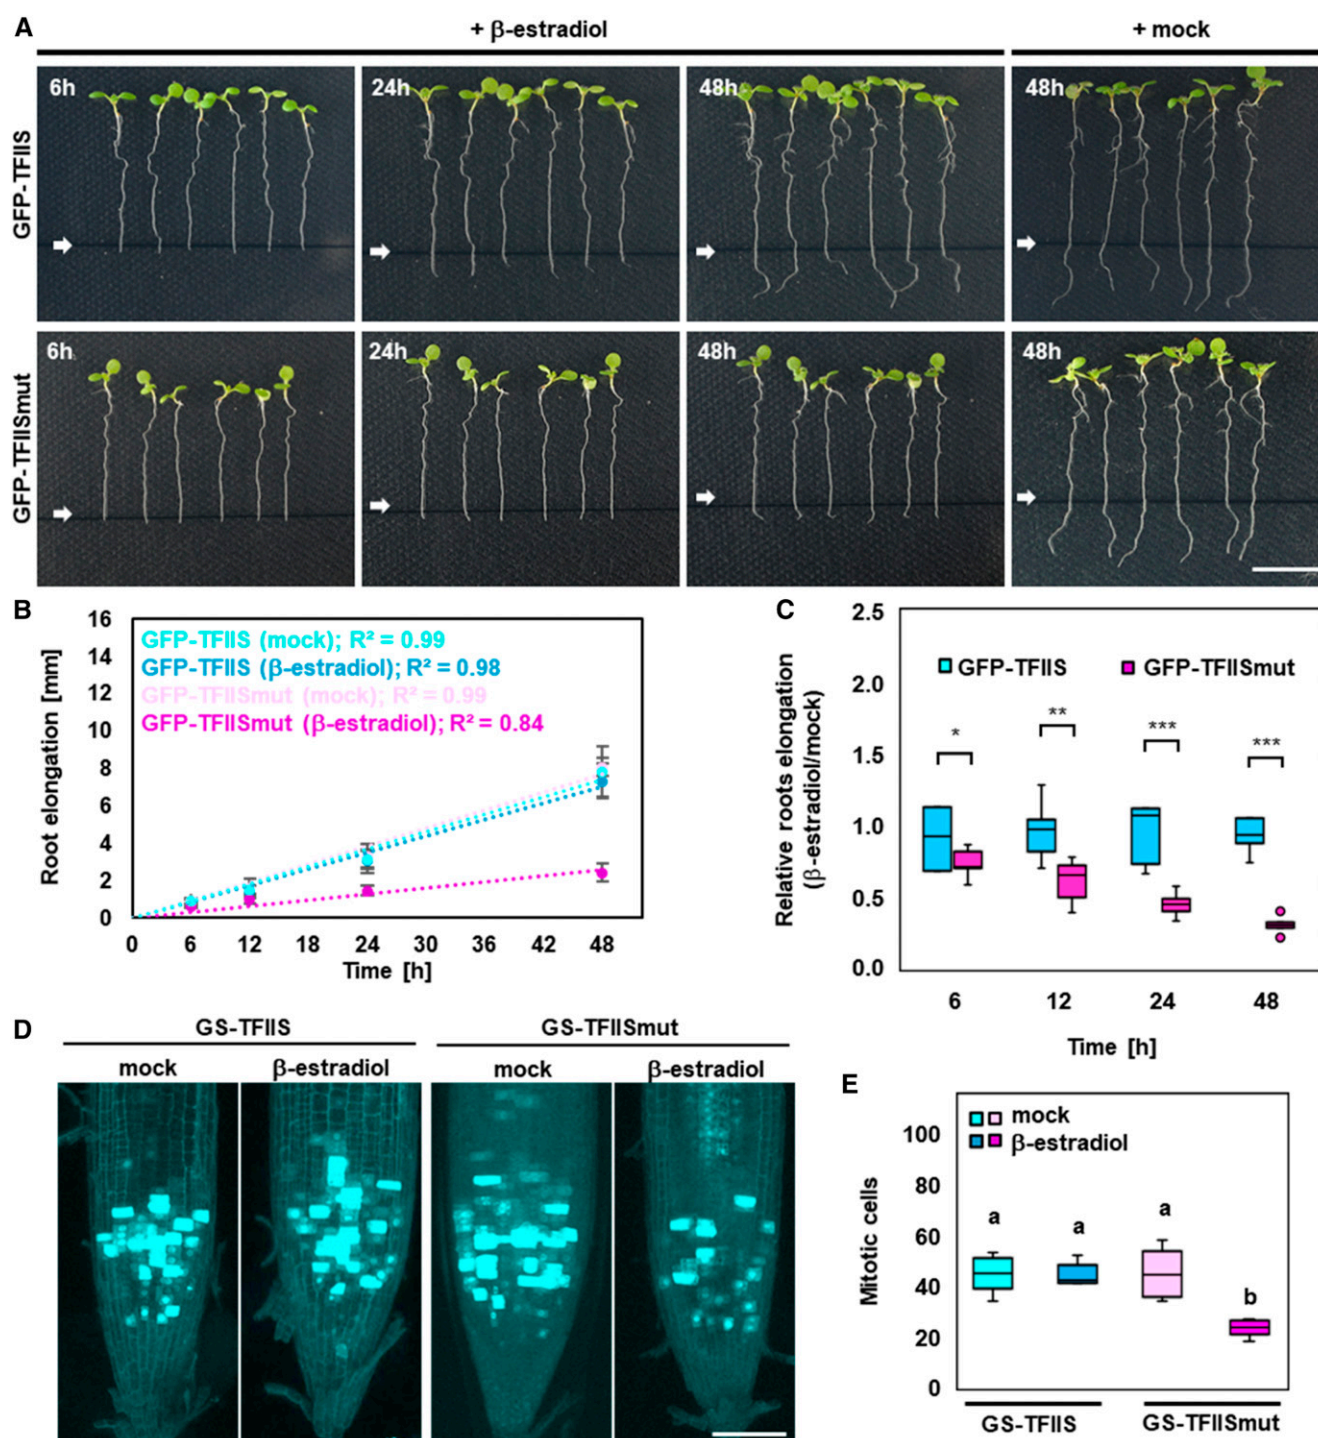 A
+ β-estradiol
+ mock
GFP-TFIIS
6h
24h
48h
48h
GFP-TFIISmut
6h
24h
48h
48h
B
Root elongation [mm]
16
14
12
10
8
6
4
2
0
GFP-TFIIS (mock); R² = 0.99
GFP-TFIIS (β-estradiol); R² = 0.98
GFP-TFIISmut (mock); R² = 0.99
GFP-TFIISmut (β-estradiol); R² = 0.84
0 6 12 18 24 30 36 42 48
Time [h]
C
Relative roots elongation
(β-estradiol/mock)
2.5
2.0
1.5
1.0
0.5
0.0
GFP-TFIIS GFP-TFIISmut
* ** *** ***
6 12 24 48
Time [h]
D
GS-TFIIS GS-TFIISmut
mock β-estradiol mock β-estradiol
E
Mitotic cells
100
80
60
40
20
0
mock
β-estradiol
a a a b
GS-TFIIS GS-TFIISmut